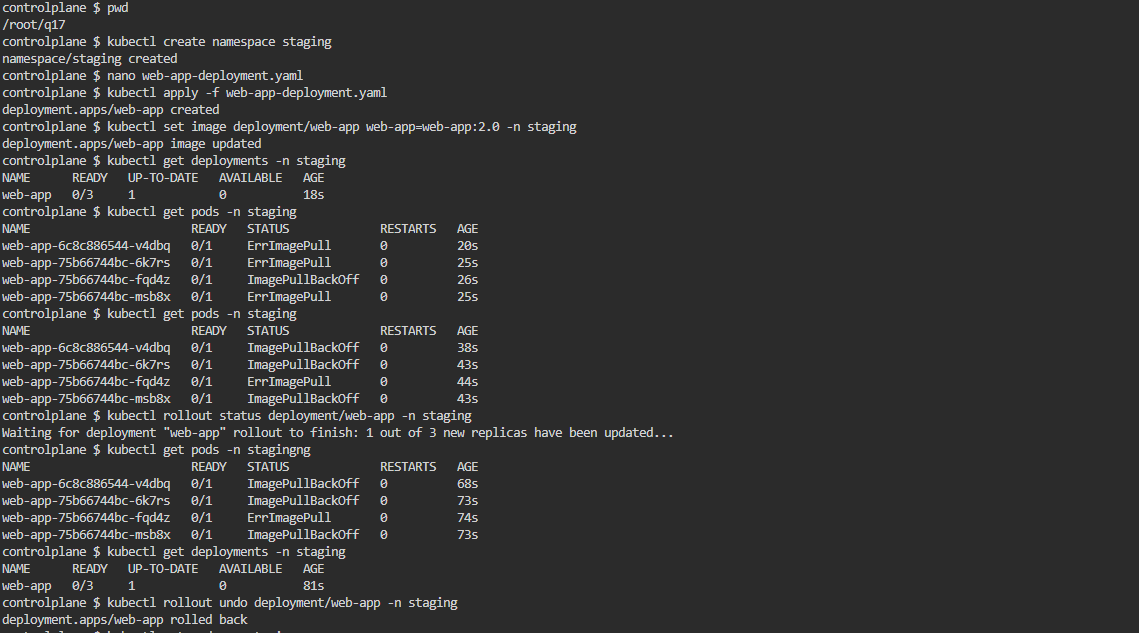 controlplane $ pwd
/root/q17
controlplane $ kubectl create namespace staging
namespace/staging created
controlplane $ nano web-app-deployment.yaml
controlplane $ kubectl apply -f web-app-deployment.yaml
deployment.apps/web-app created
controlplane $ kubectl set image deployment/web-app web-app=web-app:2.0 -n staging
deployment.apps/web-app image updated
controlplane $ kubectl get deployments -n staging
NAME READY UP-TO-DATE AVAILABLE AGE
web-app 0/3 1 0 18s
controlplane $ kubectl get pods -n staging
NAME READY STATUS RESTARTS AGE
web-app-6c8c886544-v4dbq 0/1 ErrImagePull 0 20s
web-app-75b66744bc-6k7rs 0/1 ErrImagePull 0 25s
web-app-75b66744bc-fqd4z 0/1 ImagePullBackOff 0 26s
web-app-75b66744bc-msb8x 0/1 ErrImagePull 0 25s
controlplane $ kubectl get pods -n staging
NAME READY STATUS RESTARTS AGE
web-app-6c8c886544-v4dbq 0/1 ImagePullBackOff 0 38s
web-app-75b66744bc-6k7rs 0/1 ImagePullBackOff 0 43s
web-app-75b66744bc-fqd4z 0/1 ErrImagePull 0 44s
web-app-75b66744bc-msb8x 0/1 ImagePullBackOff 0 43s
controlplane $ kubectl rollout status deployment/web-app -n staging
Waiting for deployment "web-app" rollout to finish: 1 out of 3 new replicas have been updated...
controlplane $ kubectl get pods -n stagingng
NAME READY STATUS RESTARTS AGE
web-app-6c8c886544-v4dbq 0/1 ImagePullBackOff 0 68s
web-app-75b66744bc-6k7rs 0/1 ImagePullBackOff 0 73s
web-app-75b66744bc-fqd4z 0/1 ErrImagePull 0 74s
web-app-75b66744bc-msb8x 0/1 ImagePullBackOff 0 73s
controlplane $ kubectl get deployments -n staging
NAME READY UP-TO-DATE AVAILABLE AGE
web-app 0/3 1 0 81s
controlplane $ kubectl rollout undo deployment/web-app -n staging
deployment.apps/web-app rolled back